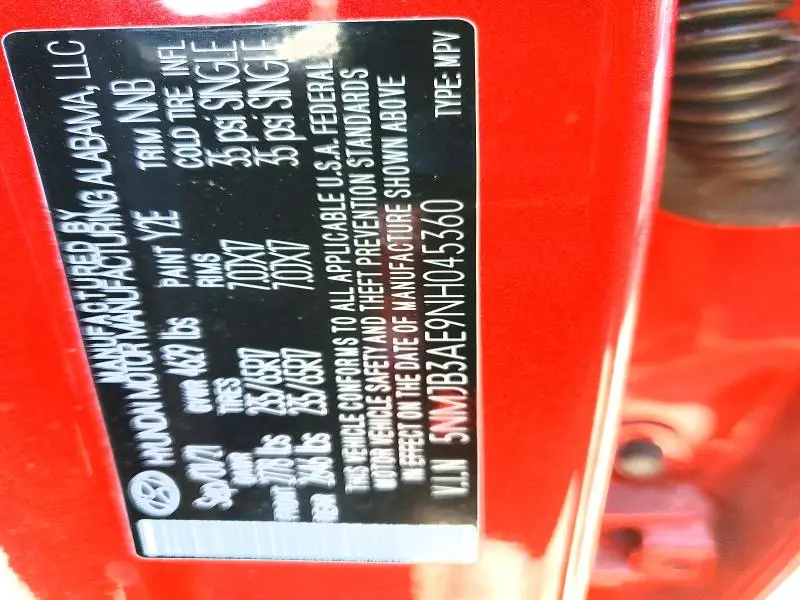 MANUFACTURED BY
HYUNDAI MOTOR MANUFACTURING ALABAMA, LLC
Sep/07/21 GVWR 4629 lbs PAINT Y2E TRIM NNB
GAWR TIRES RIMS COLD TIRE INFL
FRONT 2778 lbs 235/65R17 7.0JX17 35 psi SINGLE
REAR 2646 lbs 235/65R17 7.0JX17 35 psi SINGLE
THIS VEHICLE CONFORMS TO ALL APPLICABLE U.S.A. FEDERAL
MOTOR VEHICLE SAFETY AND THEFT PREVENTION STANDARDS
IN EFFECT ON THE DATE OF MANUFACTURE SHOWN ABOVE
V.I.N 5NMJB3AE9NH045360 TYPE: MPV